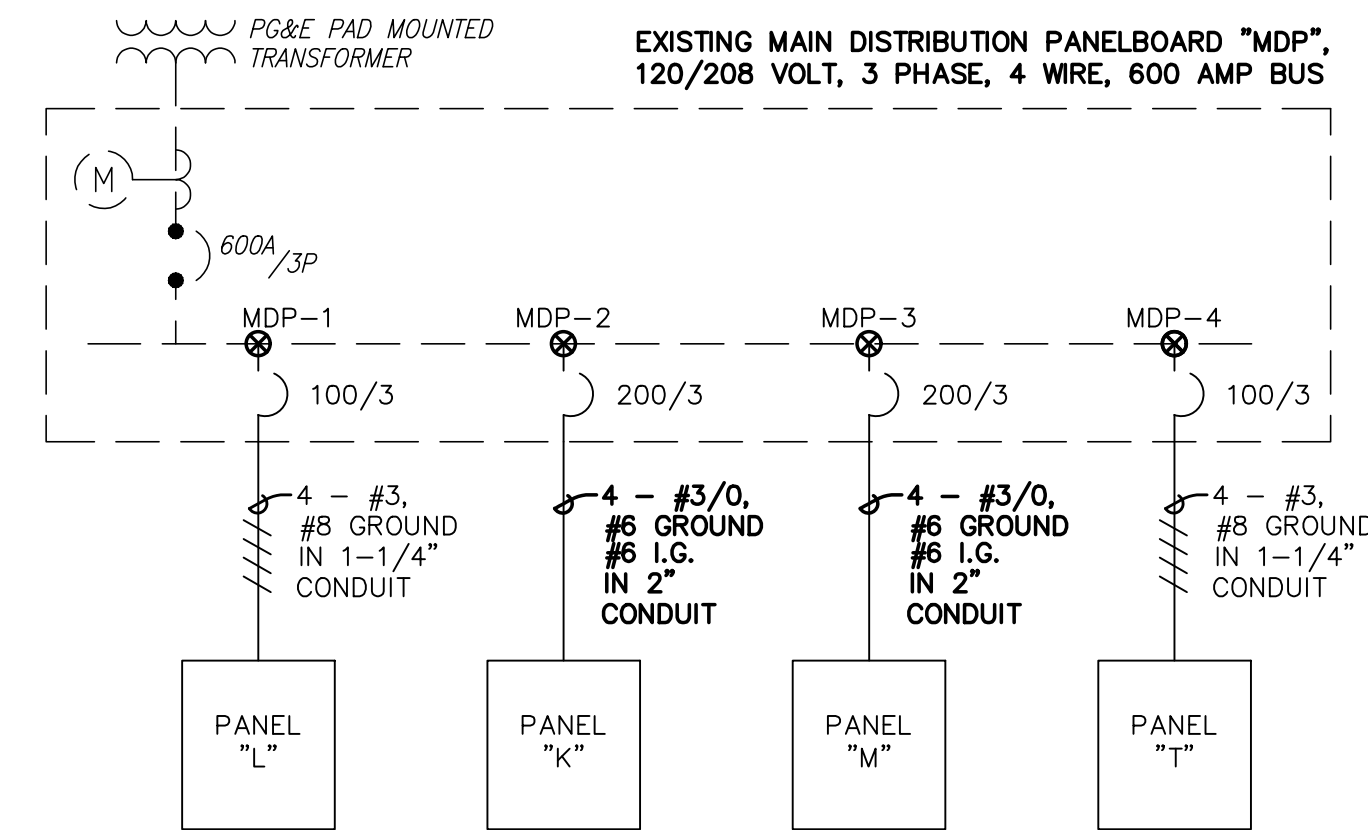 PG&E PAD MOUNTED
TRANSFORMER
EXISTING MAIN DISTRIBUTION PANELBOARD "MDP",
120/208 VOLT, 3 PHASE, 4 WIRE, 600 AMP BUS
M
600A/3P
MDP-1
MDP-2
MDP-3
MDP-4
100/3
200/3
200/3
100/3
4 - #3,
#8 GROUND
IN 1-1/4"
CONDUIT
4 - #3/0,
#6 GROUND
#6 I.G.
IN 2"
CONDUIT
4 - #3/0,
#6 GROUND
#6 I.G.
IN 2"
CONDUIT
4 - #3,
#8 GROUND
IN 1-1/4"
CONDUIT
PANEL
"L"
PANEL
"K"
PANEL
"M"
PANEL
"T"